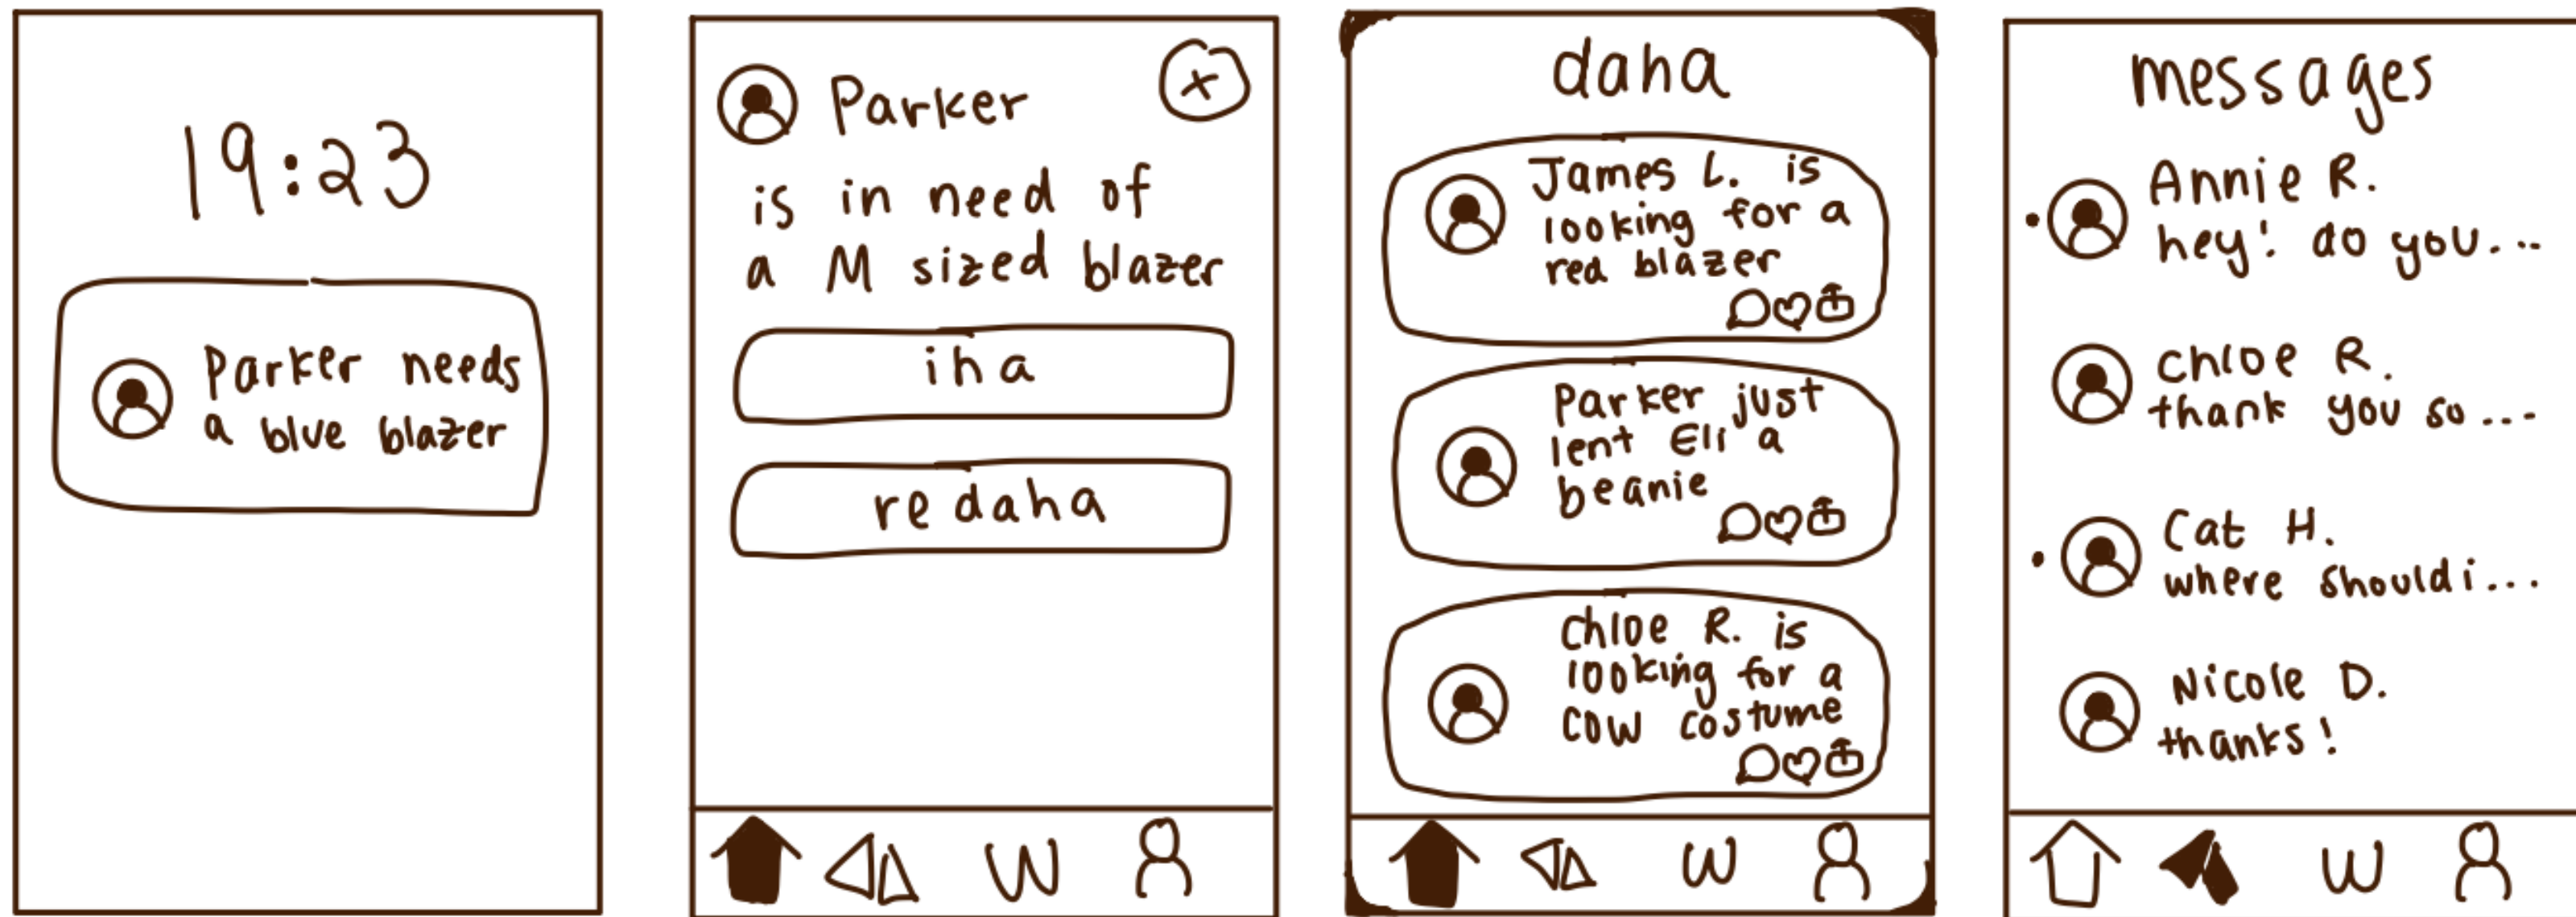 19:23
Parker needs
a blue blazer
Parker
is in need of
a M sized blazer
iha
redaha
W
daha
James L. is
looking for a
red blazer
Parker just
lent Eli a
beanie
Chloe R. is
looking for a
cow costume
W
messages
Annie R.
hey! do you...
Chloe R.
thank you so...
Cat H.
where should i...
Nicole D.
thanks!
W